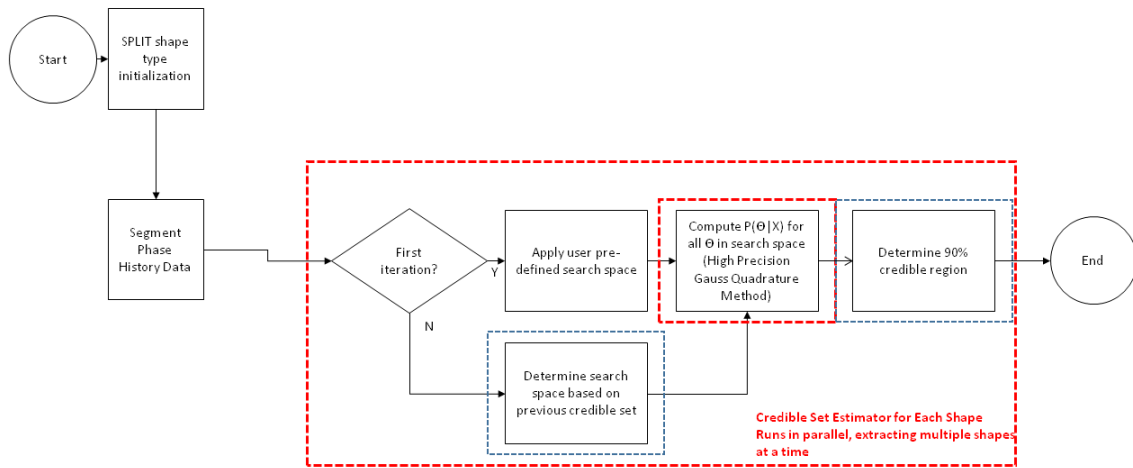 Start
SPLIT shape
type
initialization
Segment
Phase
History Data
First
iteration?
Y
N
Apply user pre-
defined search space
Compute P(Θ|X) for
all Θ in search space
(High Precision
Gauss Quadrature
Method)
Determine 90%
credible region
End
Determine search
space based on
previous credible set
Credible Set Estimator for Each Shape
Runs in parallel, extracting multiple shapes
at a time